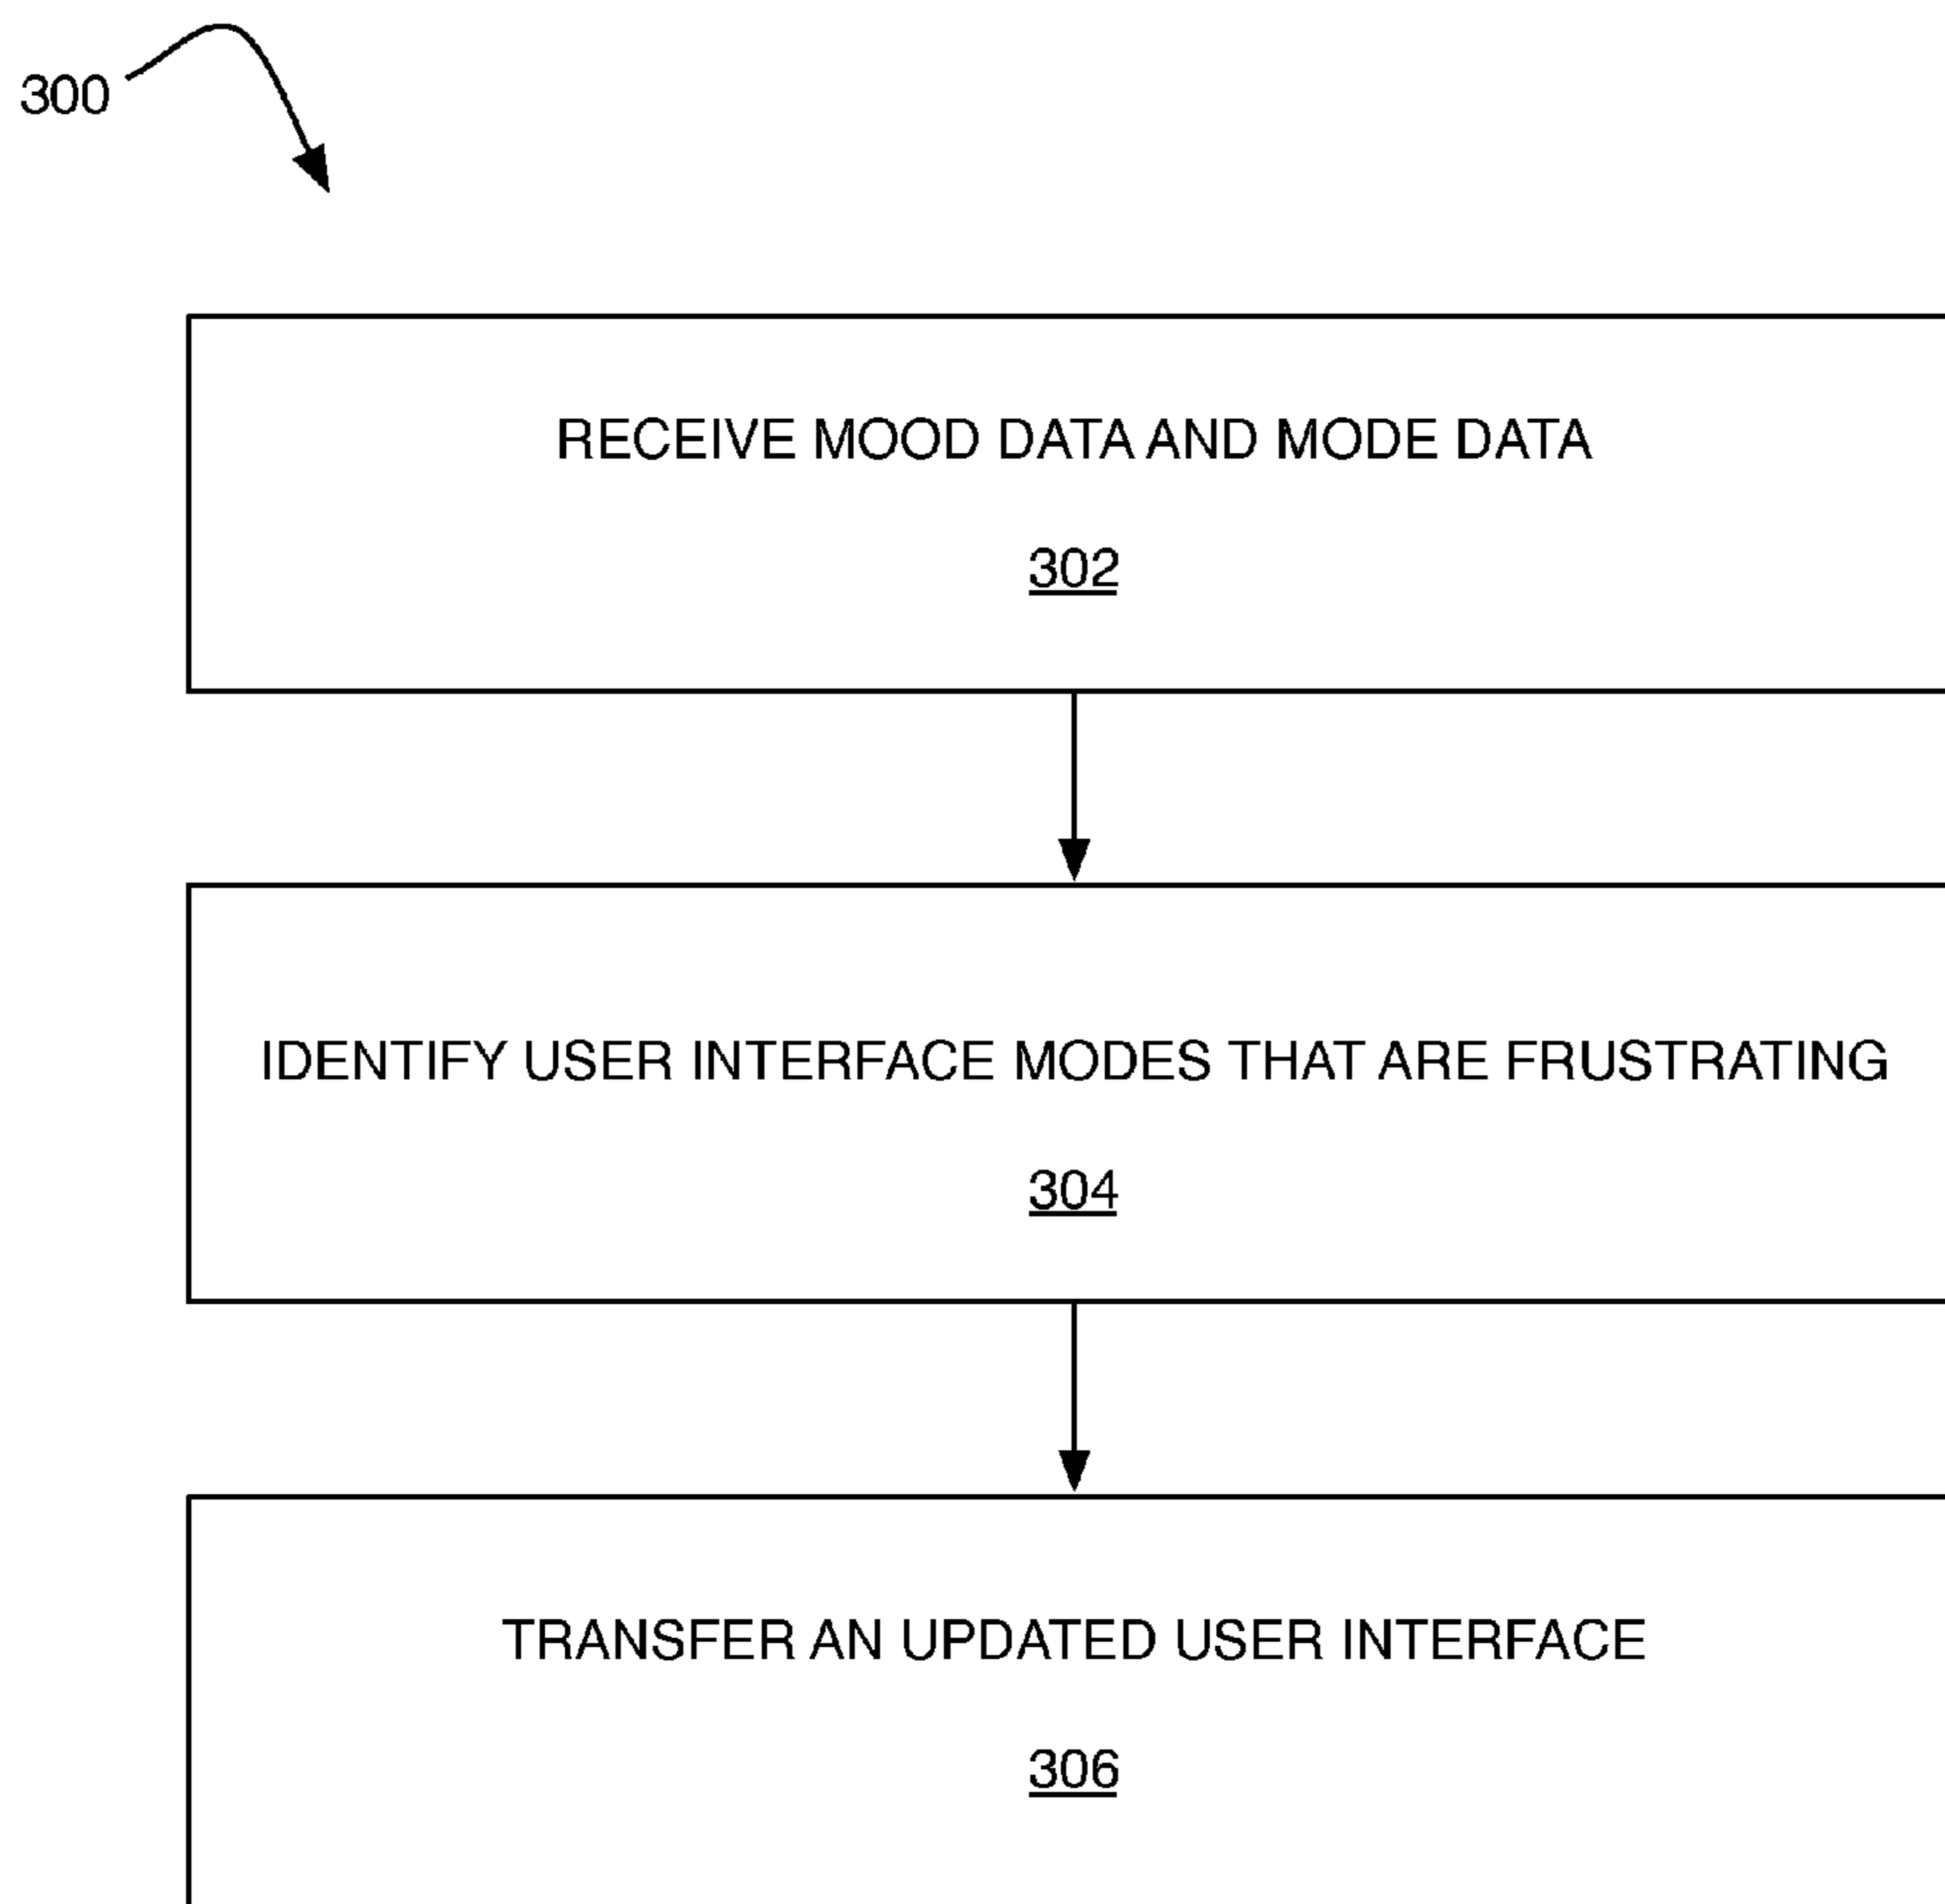 300
RECEIVE MOOD DATA AND MODE DATA
302
IDENTIFY USER INTERFACE MODES THAT ARE FRUSTRATING
304
TRANSFER AN UPDATED USER INTERFACE
306